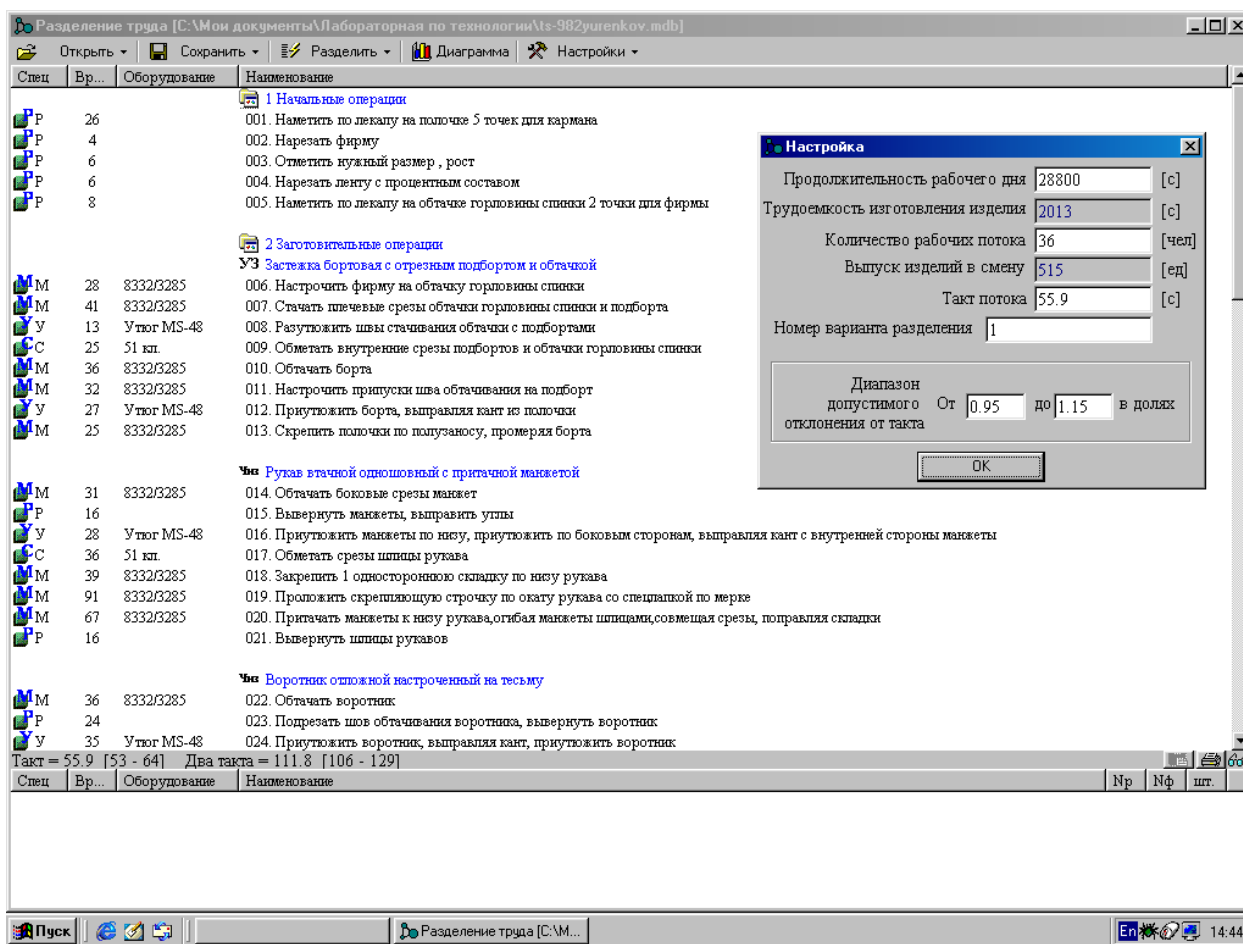 Разделение труда [C:\Мои документы\Лабораторная по технологии\ts-982yurenkov.mdb]
Открыть Сохранить Разделить Диаграмма Настройки
Спец Вр... Оборудование Наименование
1 Начальные операции
Р Р 26 001. Наметить по лекалу на полочке 5 точек для кармана
Р Р 4 002. Нарезать фирму
Р Р 6 003. Отметить нужный размер , рост
Р Р 6 004. Нарезать ленту с процентным составом
Р Р 8 005. Наметить по лекалу на обтачке горловины спинки 2 точки для фирмы
2 Заготовительные операции
УЗ Застежка бортовая с отрезным подбортом и обтачкой
М М 28 8332/3285 006. Настрочить фирму на обтачку горловины спинки
М М 41 8332/3285 007. Стачать плечевые срезы обтачки горловины спинки и подборта
У У 13 Утюг MS-48 008. Разутюжить швы стачивания обтачки с подбортами
С С 25 51 кл. 009. Обметать внутренние срезы подбортов и обтачки горловины спинки
М М 36 8332/3285 010. Обтачать борта
М М 32 8332/3285 011. Настрочить припуски шва обтачивания на подборт
У У 27 Утюг MS-48 012. Приутюжить борта, выправляя кант из полочки
М М 25 8332/3285 013. Скрепить полочки по полузаносу, промеряя борта
Чиз Рукав втачной одношовный с притачной манжетой
М М 31 8332/3285 014. Обтачать боковые срезы манжет
Р Р 16 015. Вывернуть манжеты, выправить углы
У У 28 Утюг MS-48 016. Приутюжить манжеты по низу, приутюжить по боковым сторонам, выправляя кант с внутренней стороны манжеты
С С 36 51 кл. 017. Обметать срезы шлицы рукава
М М 39 8332/3285 018. Закрепить 1 одностороннюю складку по низу рукава
М М 91 8332/3285 019. Проложить скрепляющую строчку по окату рукава со спецлапкой по мерке
М М 67 8332/3285 020. Притачать манжеты к низу рукава,огибая манжеты шлицами,совмещая срезы, поправляя складки
Р Р 16 021. Вывернуть шлицы рукавов
Чиз Воротник отложной настроченный на тесьму
М М 36 8332/3285 022. Обтачать воротник
Р Р 24 023. Подрезать шов обтачивания воротника, вывернуть воротник
У У 35 Утюг MS-48 024. Приутюжить воротник, выправляя кант, приутюжить воротник
Такт = 55.9 [53 - 64] Два такта = 111.8 [106 - 129]
Спец Вр... Оборудование Наименование Nр Nф шт.
Настройка
Продолжительность рабочего дня 28800 [с]
Трудоемкость изготовления изделия 2013 [с]
Количество рабочих потока 36 [чел]
Выпуск изделий в смену 515 [ед]
Такт потока 55.9 [с]
Номер варианта разделения 1
Диапазон
допустимого От 0.95 до 1.15 в долях
отклонения от такта
OK
Пуск Разделение труда [C:\М... En 14:44